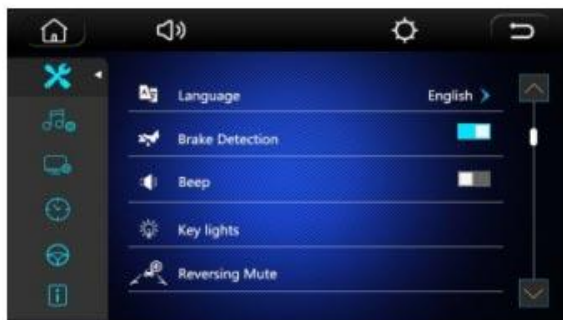 Language English
Brake Detection
Beep
Key lights
Reversing Mute